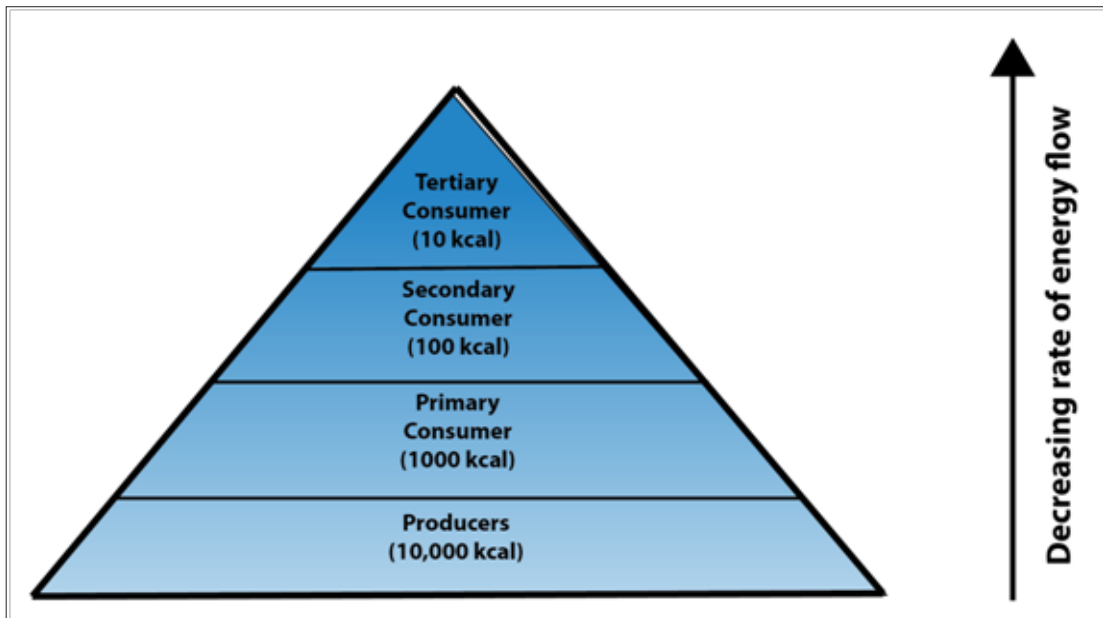 Tertiary
Consumer
(10 kcal)
Secondary
Consumer
(100 kcal)
Primary
Consumer
(1000 kcal)
Producers
(10,000 kcal)
Decreasing rate of energy flow